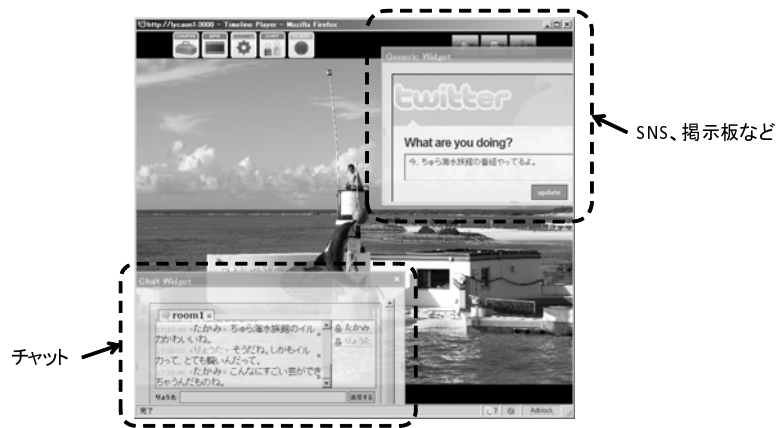 http://lycaon1:3000 - Timeline Player - Mozilla Firefox
Generic Widget
twitter
What are you doing?
今、ちゅら海水族館の番組やってるよ。
update
SNS、掲示板など
Chat Widget
room1
<たかみ> ちゅら海水族館のイル
カかわいいね。
<りょうた> そうだね。しかもイル
カって、とても賢いんだって。
<たかみ> こんなにすごい芸ができ
ちゃうんだものね。
たかみ
りょうた
りょうた
送信する
チャット
完了
7
Adblock